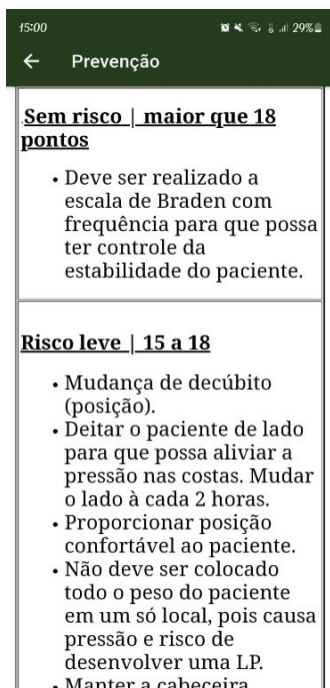 15:00
29%
Prevenção
Sem risco | maior que 18
pontos
• Deve ser realizado a
escala de Braden com
frequência para que possa
ter controle da
estabilidade do paciente.
Risco leve | 15 a 18
• Mudança de decúbito
(posição).
• Deitar o paciente de lado
para que possa aliviar a
pressão nas costas. Mudar
o lado à cada 2 horas.
• Proporcionar posição
confortável ao paciente.
• Não deve ser colocado
todo o peso do paciente
em um só local, pois causa
pressão e risco de
desenvolver uma LP.
• Manter a cabeceira